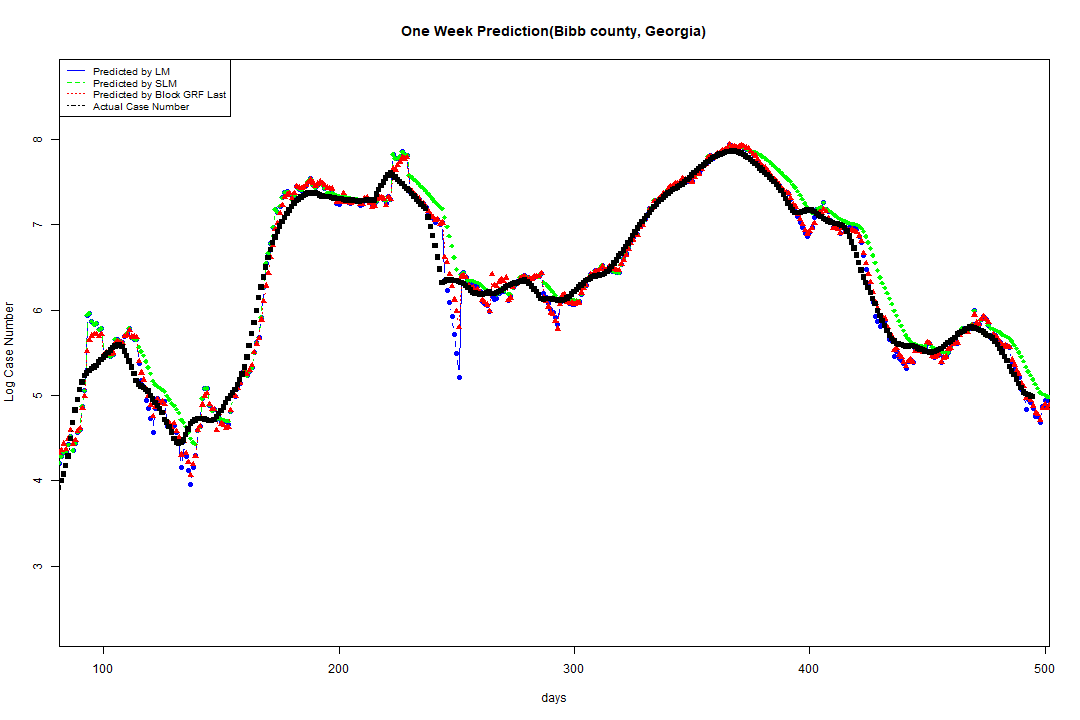 One Week Prediction(Bibb county, Georgia)
Predicted by LM
Predicted by SLM
Predicted by Block GRF Last
Actual Case Number
8
7
6
5
4
3
Log Case Number
100 200 300 400 500
days